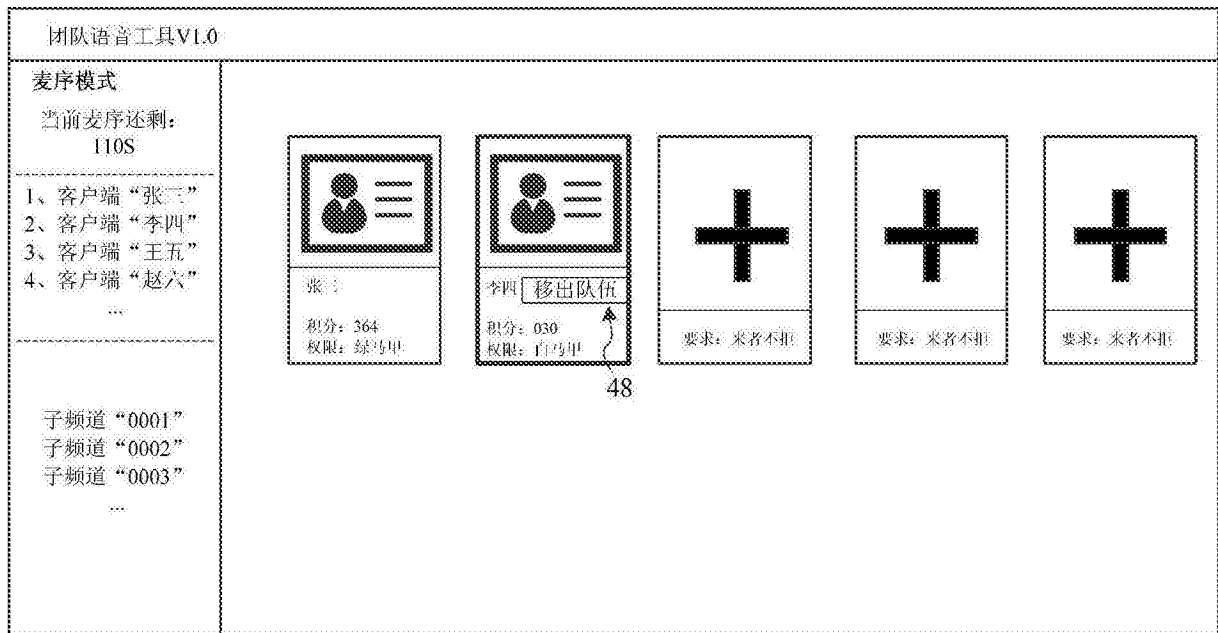 团队语音工具V1.0
麦序模式
当前麦序还剩：
110S
1、客户端“张三”
2、客户端“李四”
3、客户端“王五”
4、客户端“赵六”
...
子频道“0001”
子频道“0002”
子频道“0003”
...
张三
积分：364
权限：绿马甲
李四 移出队伍
积分：030
权限：白马甲
48
要求：来者不拒
要求：来者不拒
要求：来者不拒